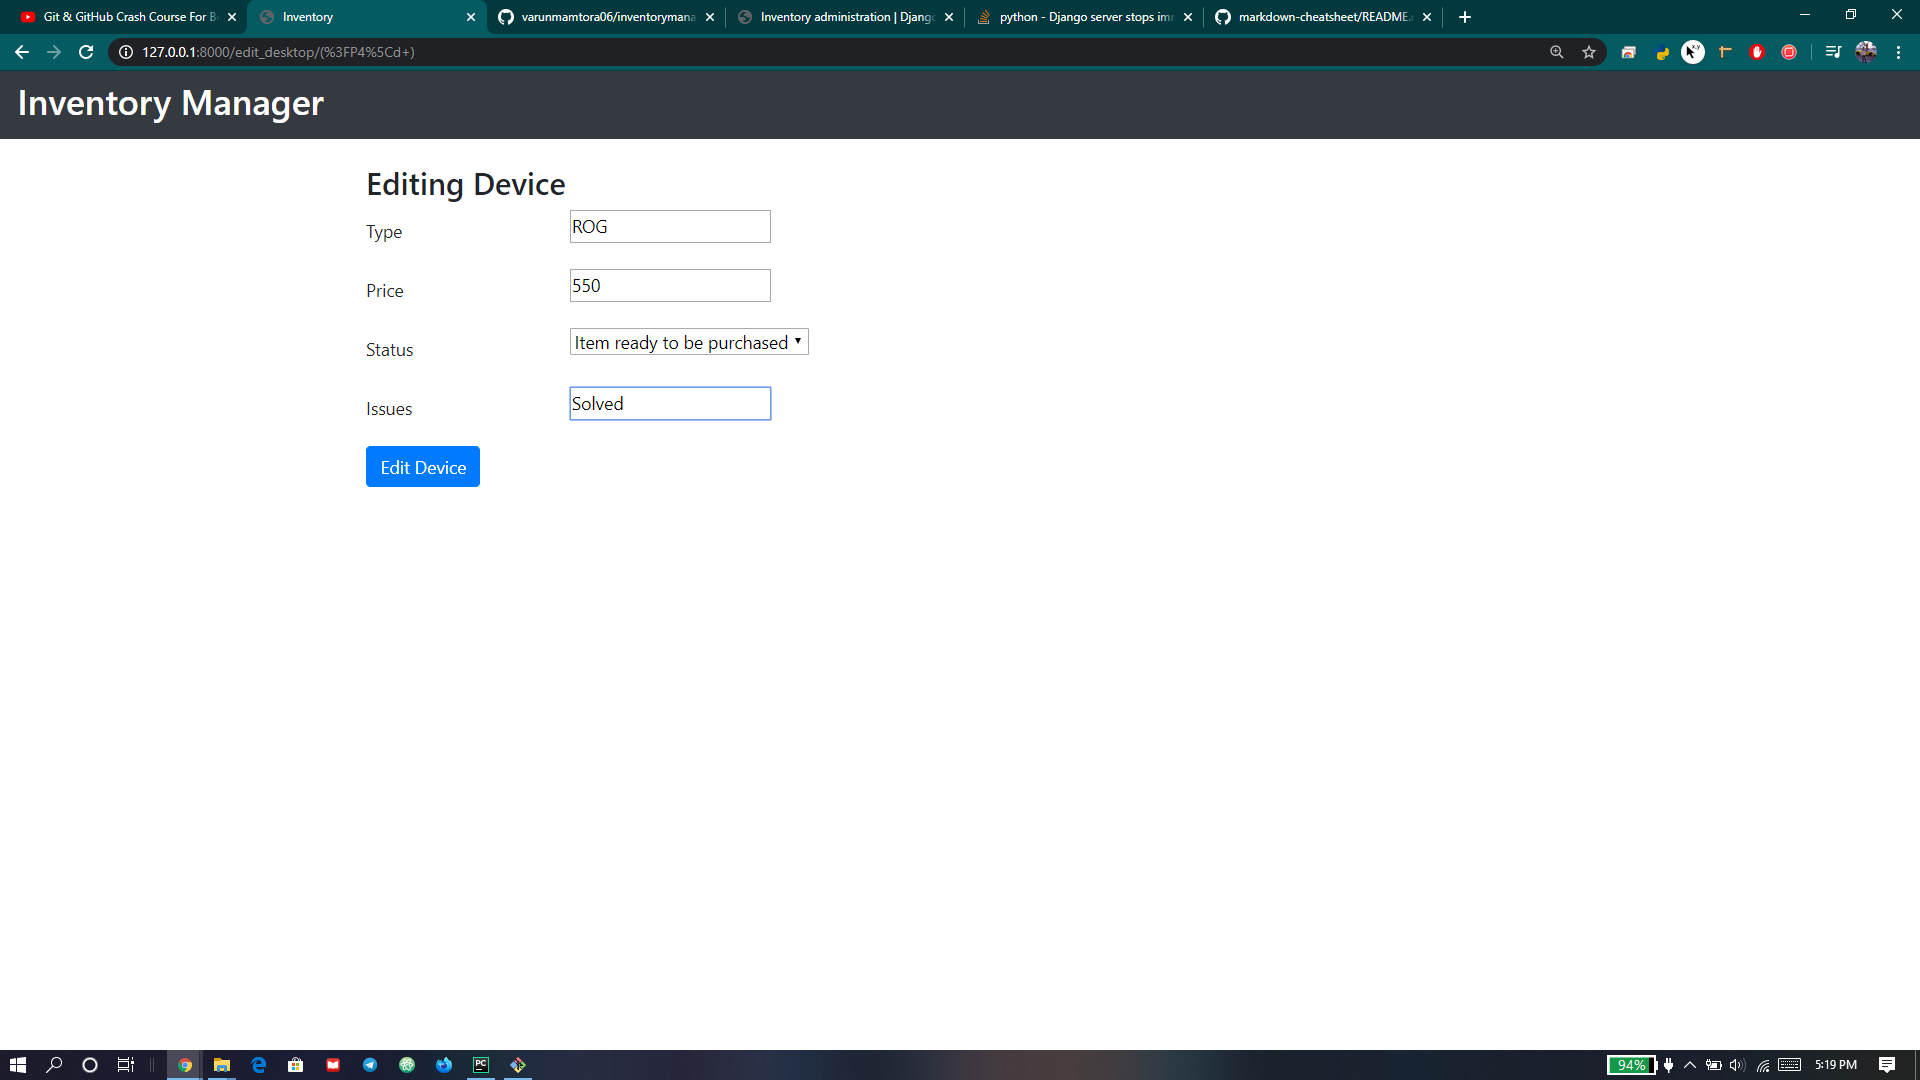 Git & GitHub Crash Course For B
Inventory
varunmamtora06/inventorymana
Inventory administration | Django
python - Django server stops imm
markdown-cheatsheet/README.m
127.0.0.1:8000/edit_desktop/(%3FP4%5Cd+)
Inventory Manager
Editing Device
Type
ROG
Price
550
Status
Item ready to be purchased
Issues
Solved
Edit Device
94%
5:19 PM